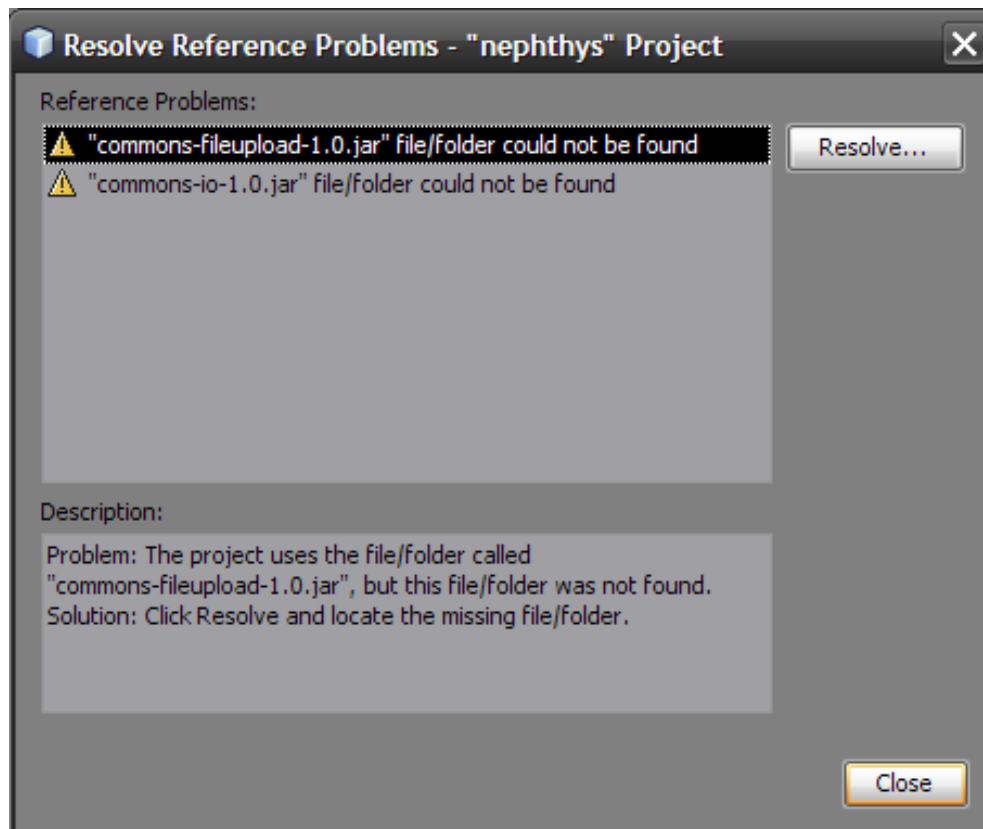 Resolve Reference Problems - "nephthys" Project
Reference Problems:
"commons-fileupload-1.0.jar" file/folder could not be found
Resolve...
"commons-io-1.0.jar" file/folder could not be found
Description:
Problem: The project uses the file/folder called
"commons-fileupload-1.0.jar", but this file/folder was not found.
Solution: Click Resolve and locate the missing file/folder.
Close